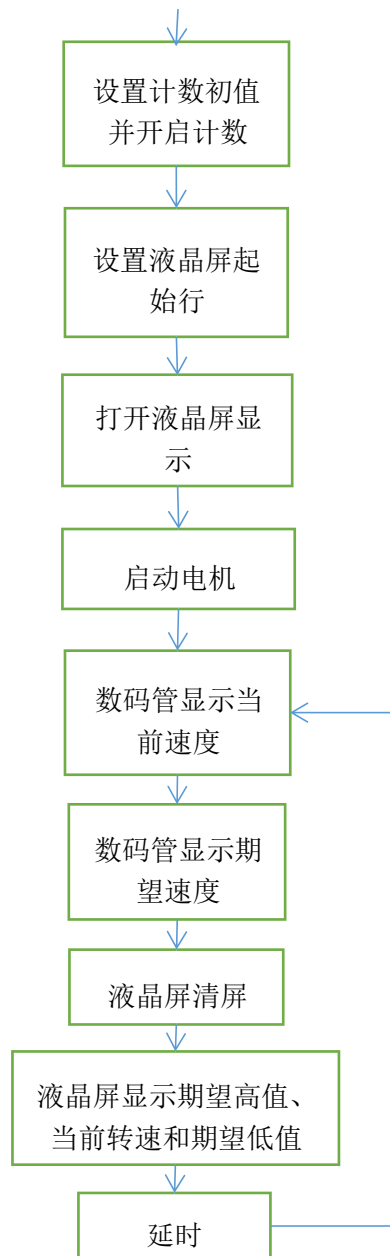 设置计数初值
并开启计数
设置液晶屏起
始行
打开液晶屏显
示
启动电机
数码管显示当
前速度
数码管显示期
望速度
液晶屏清屏
液晶屏显示期望高值、
当前转速和期望低值
延时